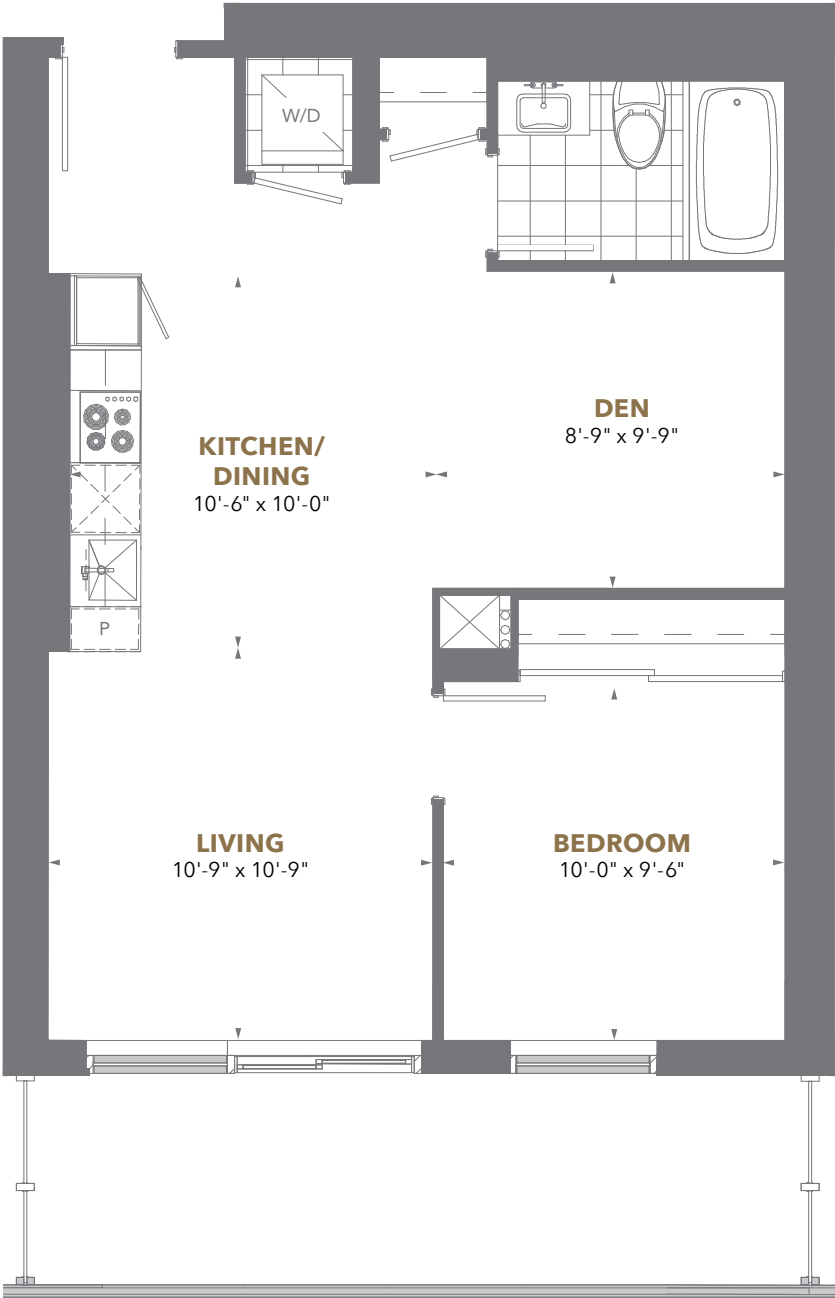 W/D
DEN
8'-9" x 9'-9"
KITCHEN/
DINING
10'-6" x 10'-0"
P
LIVING
10'-9" x 10'-9"
BEDROOM
10'-0" x 9'-6"